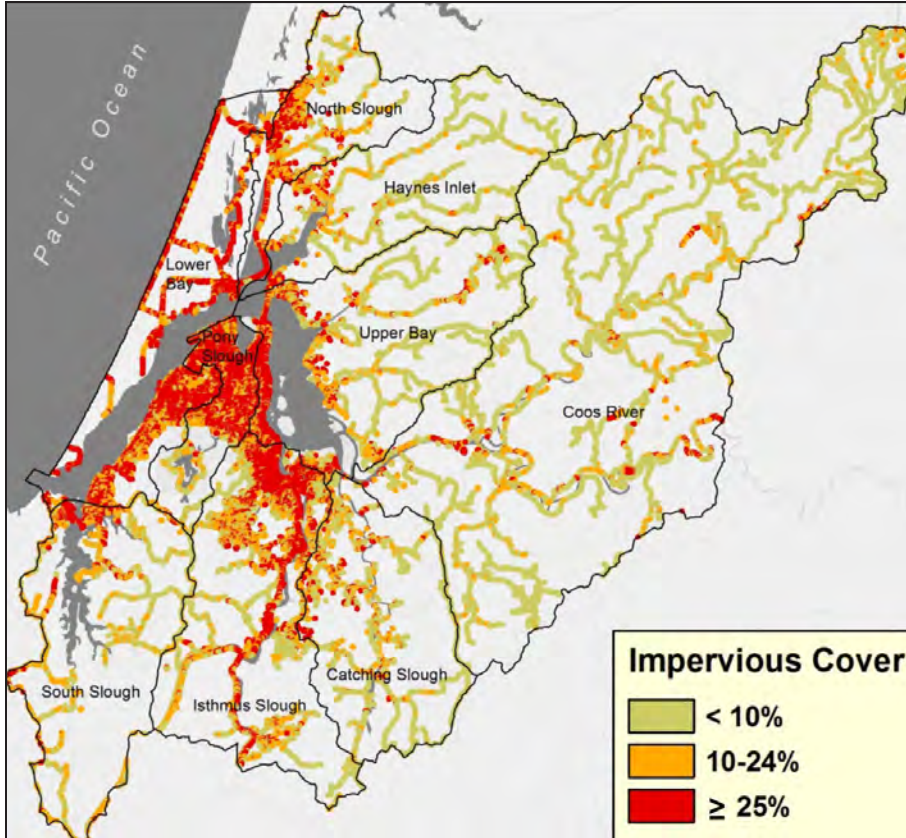 Pacific Ocean
North Slough
Haynes Inlet
Lower
Bay
Pony
Slough
Upper Bay
Coos River
South Slough
Isthmus Slough
Catching Slough
Impervious Cover
< 10%
10-24%
≥ 25%